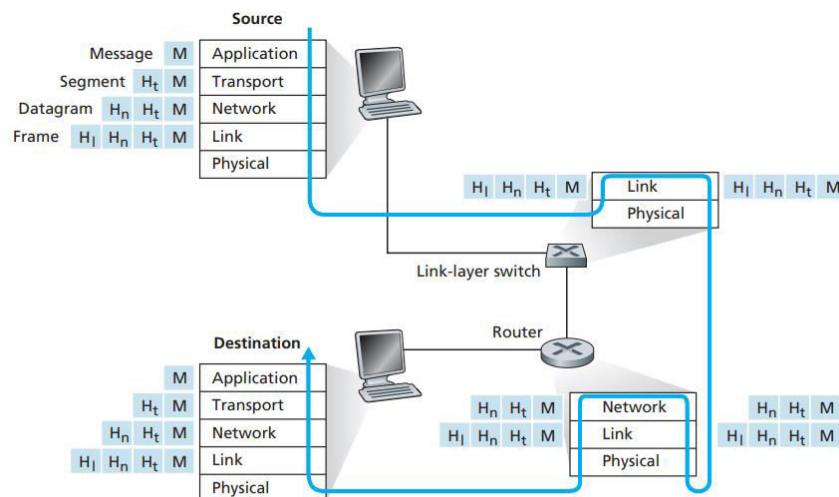 Source
Message M Application
Segment Ht M Transport
Datagram Hn Ht M Network
Frame Hl Hn Ht M Link
Physical
Hl Hn Ht M Link Hl Hn Ht M
Physical
Link-layer switch
Router
Destination
M Application
Ht M Transport
Hn Ht M Network
Hl Hn Ht M Link
Physical
Hn Ht M Network Hn Ht M
Hl Hn Ht M Link Hl Hn Ht M
Physical